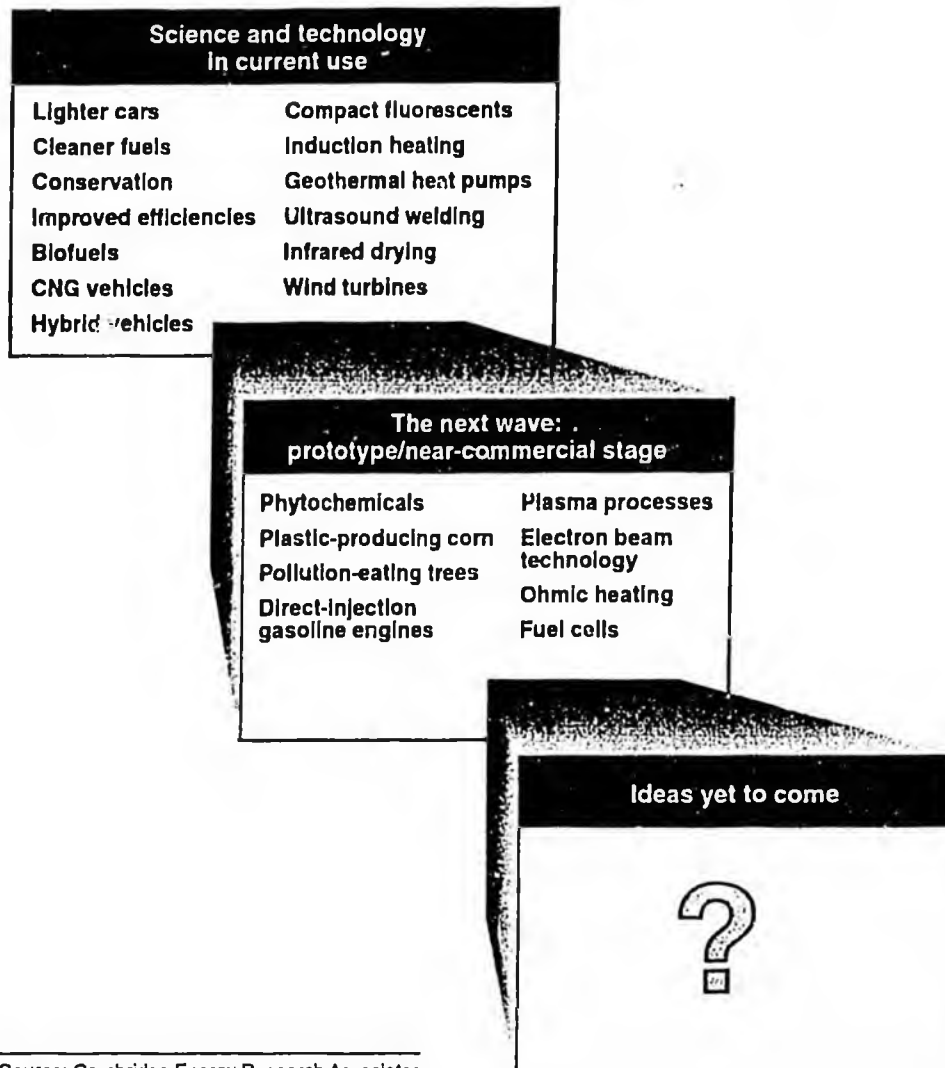 Science and technology
in current use
Lighter cars
Cleaner fuels
Conservation
Improved efficiencies
Biofuels
CNG vehicles
Hybrid vehicles
Compact fluorescents
Induction heating
Geothermal heat pumps
Ultrasound welding
Infrared drying
Wind turbines
The next wave:
prototype/near-commercial stage
Phytochemicals
Plastic-producing corn
Pollution-eating trees
Direct-injection
gasoline engines
Plasma processes
Electron beam
technology
Ohmic heating
Fuel cells
Ideas yet to come
?
Source: Energy Research Associates